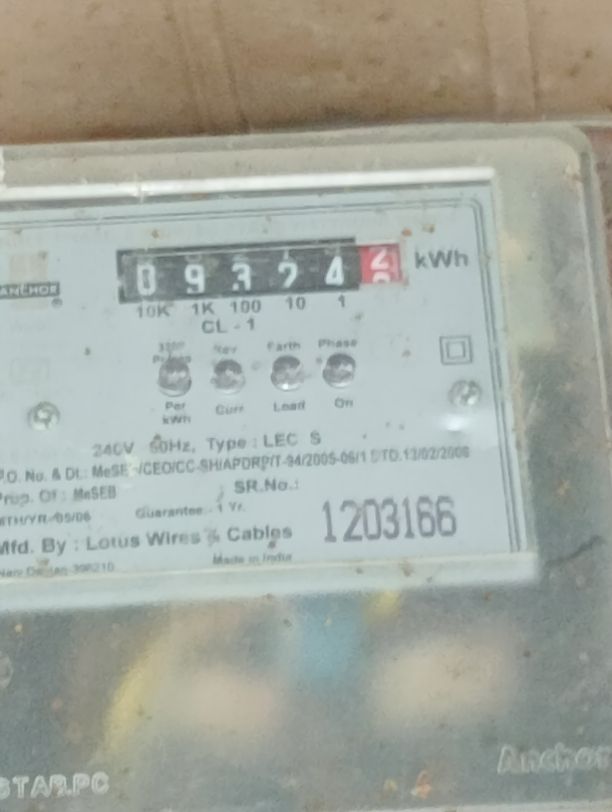 0 9 3 2 4 2 kWh
ANCHOR
10K 1K 100 10 1
CL - 1
Rev Earth Phase
Per kWh Curr Load On
240V 50Hz, Type : LEC S
P.O. No. & Dt.: MeSEB/CEO/CC-SH/APDRP/T-94/2005-06/1 DTD.13/02/2006
Prop. Of : MeSEB
SR.No.:
Guarantee - 1 Yr.
1203166
Mfd. By : Lotus Wires & Cables
Made in India
Anchor
STAR.PC